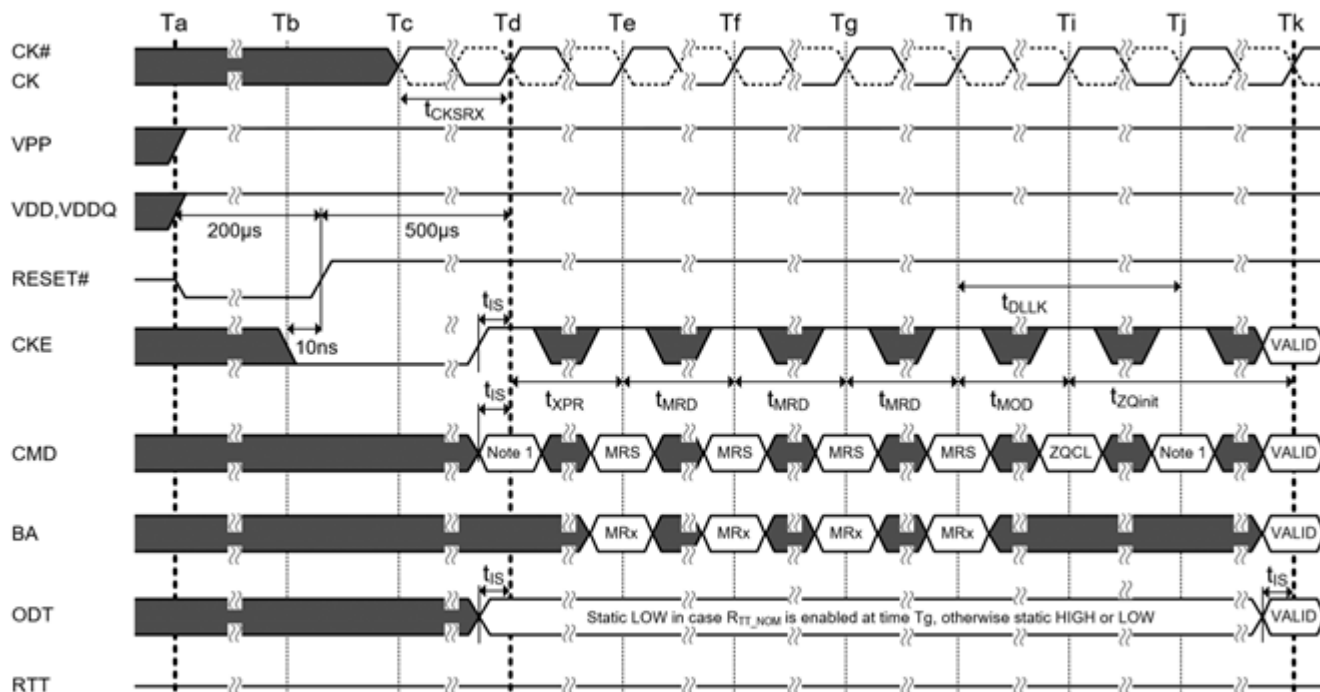 Ta Tb Tc Td Te Tf Tg Th Ti Tj Tk
CK#
CK
tCKSRX
VPP
VDD,VDDQ
200μs 500μs
RESET#
tIS tDLLK
CKE 10ns VALID
tIS tXPR tMRD tMRD tMRD tMOD tZQinit
CMD Note 1 MRS MRS MRS MRS ZQCL Note 1 VALID
BA MRx MRx MRx MRx VALID
tIS tIS
ODT Static LOW in case RTT_NOM is enabled at time Tg, otherwise static HIGH or LOW VALID
RTT